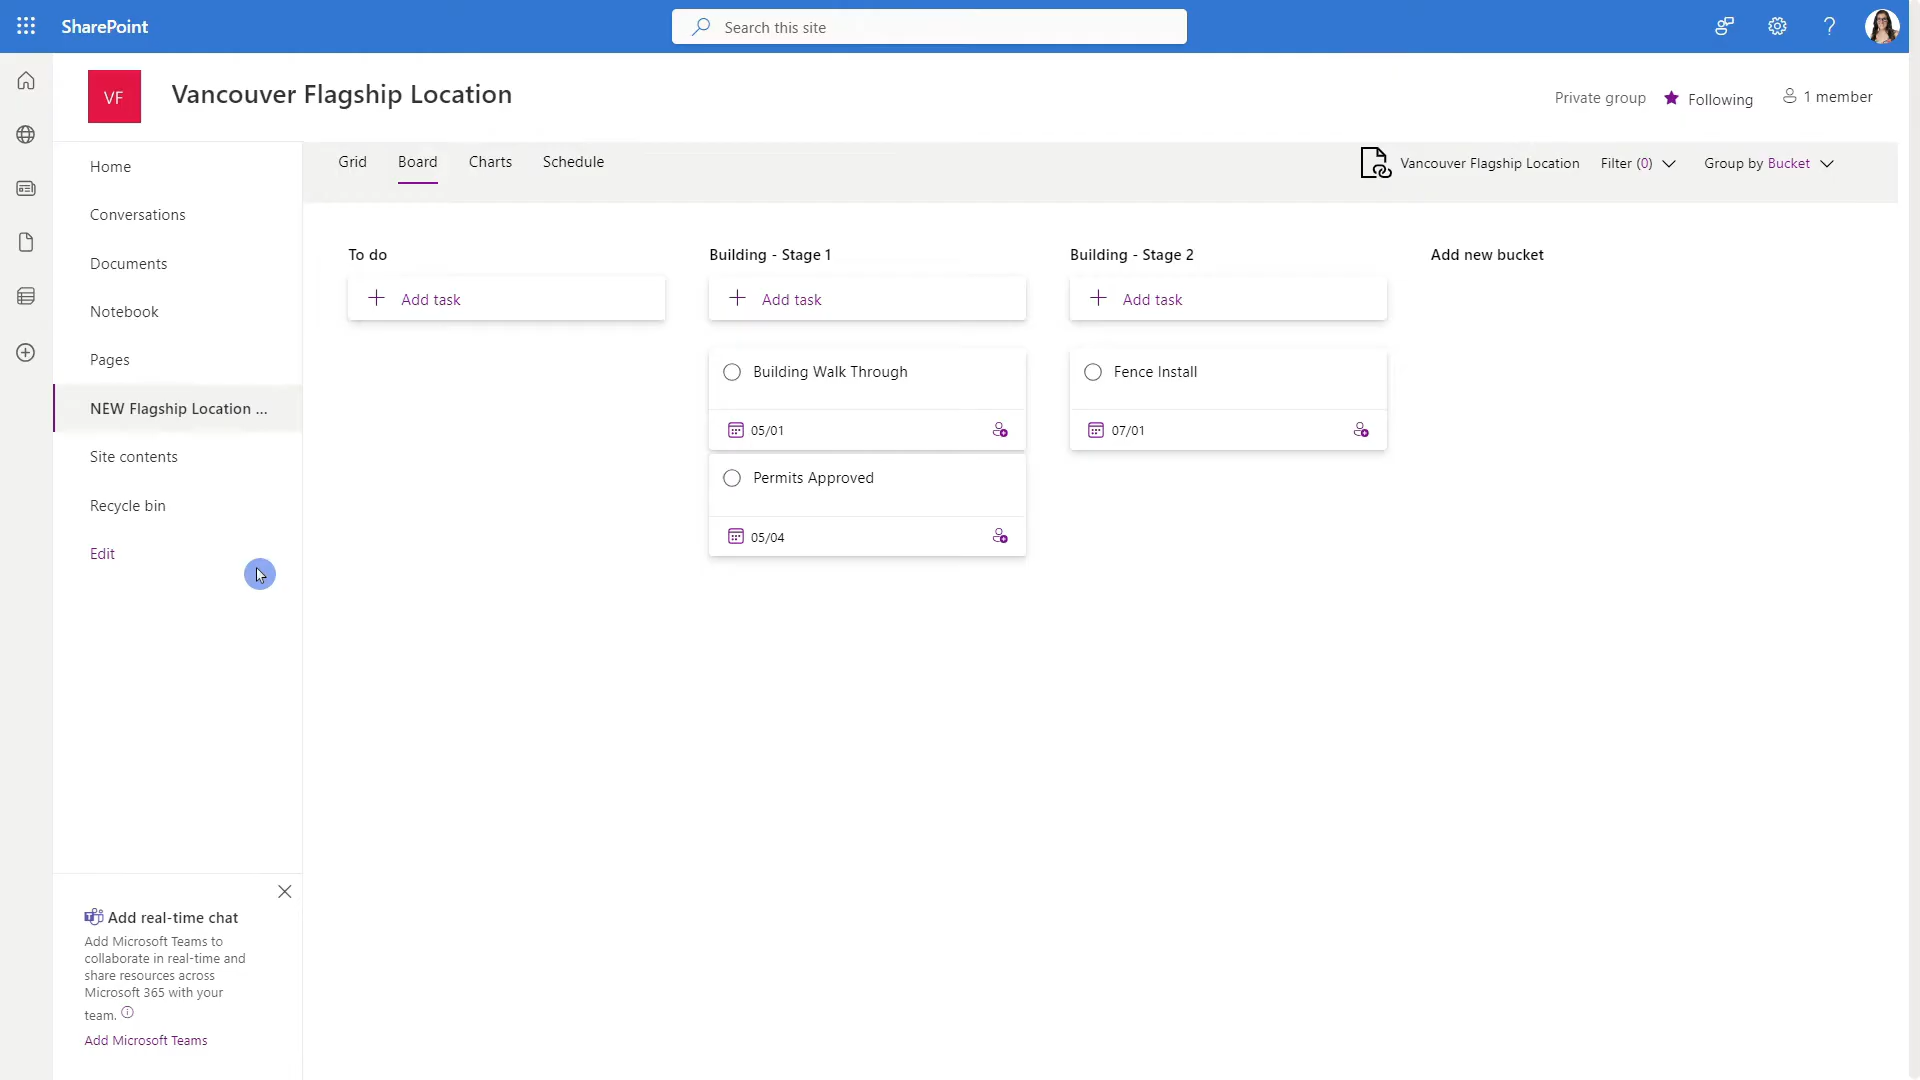 SharePoint
Search this site
VF
Vancouver Flagship Location
Private group
Following
1 member
Home
Conversations
Documents
Notebook
Pages
NEW Flagship Location ...
Site contents
Recycle bin
Edit
Grid
Board
Charts
Schedule
Vancouver Flagship Location
Filter (0)
Group by Bucket
To do
Add task
Building - Stage 1
Add task
Building Walk Through
05/01
Permits Approved
05/04
Building - Stage 2
Add task
Fence Install
07/01
Add new bucket
Add real-time chat
Add Microsoft Teams to
collaborate in real-time and
share resources across
Microsoft 365 with your
team.
Add Microsoft Teams